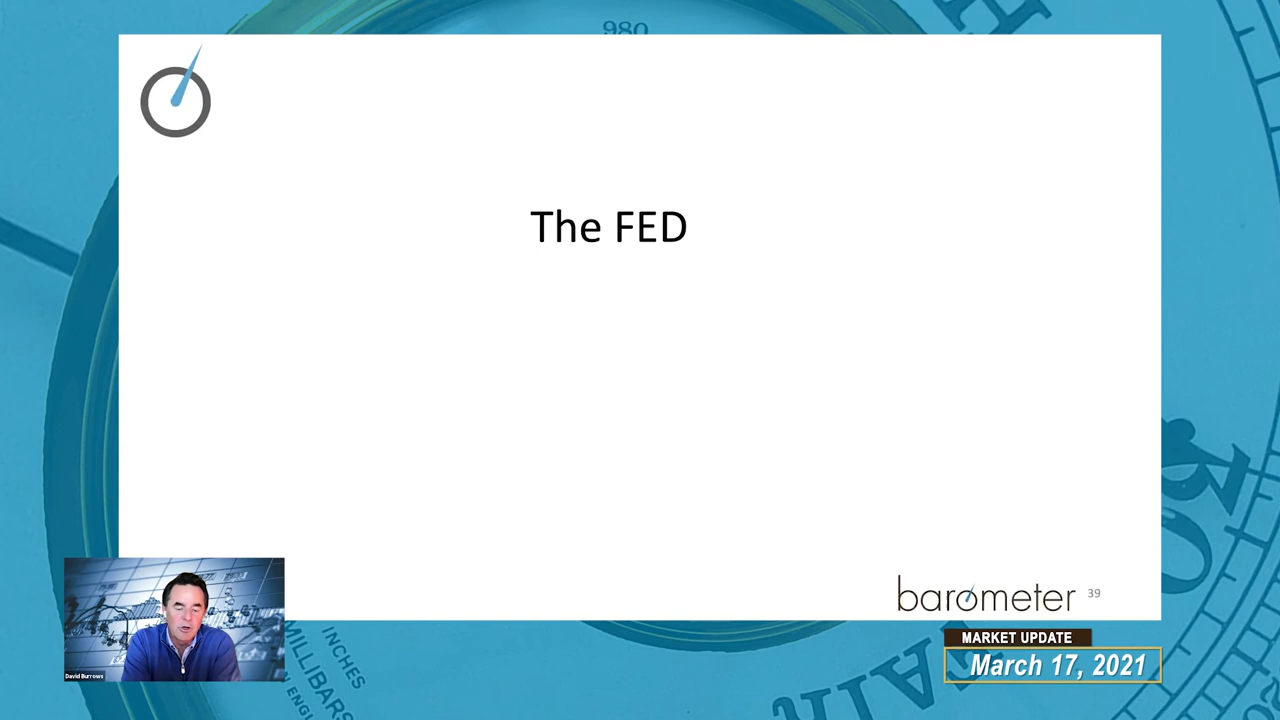 980
The FED
barometer 39
MARKET UPDATE
March 17, 2021
David Burrows
INCHES
MILLIBARS